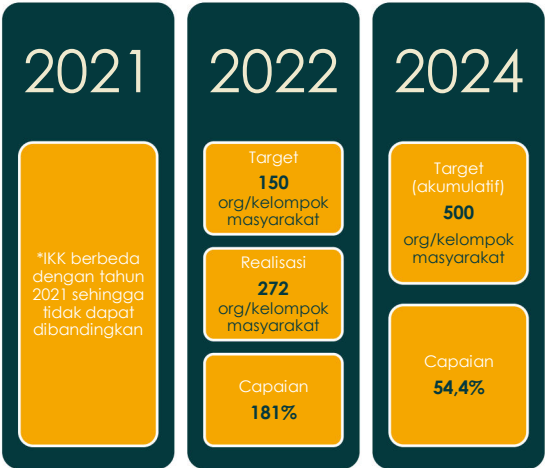 2021
*IKK berbeda
dengan tahun
2021 sehingga
tidak dapat
dibandingkan
2022
Target
150
org/kelompok
masyarakat
Realisasi
272
org/kelompok
masyarakat
Capaian
181%
2024
Target
(akumulatif)
500
org/kelompok
masyarakat
Capaian
54,4%